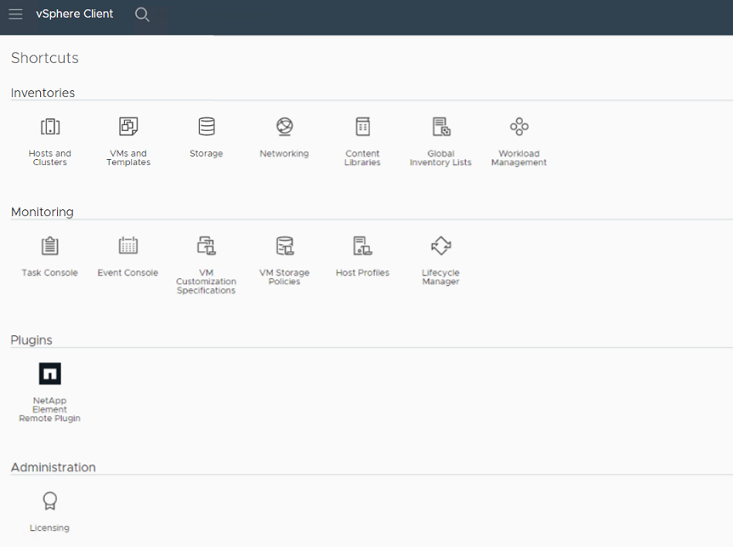 vSphere Client
Shortcuts
Inventories
Hosts and
Clusters
VMs and
Templates
Storage
Networking
Content
Libraries
Global
Inventory Lists
Workload
Management
Monitoring
Task Console
Event Console
VM
Customization
Specifications
VM Storage
Policies
Host Profiles
Lifecycle
Manager
Plugins
NetApp
Element
Remote Plugin
Administration
Licensing